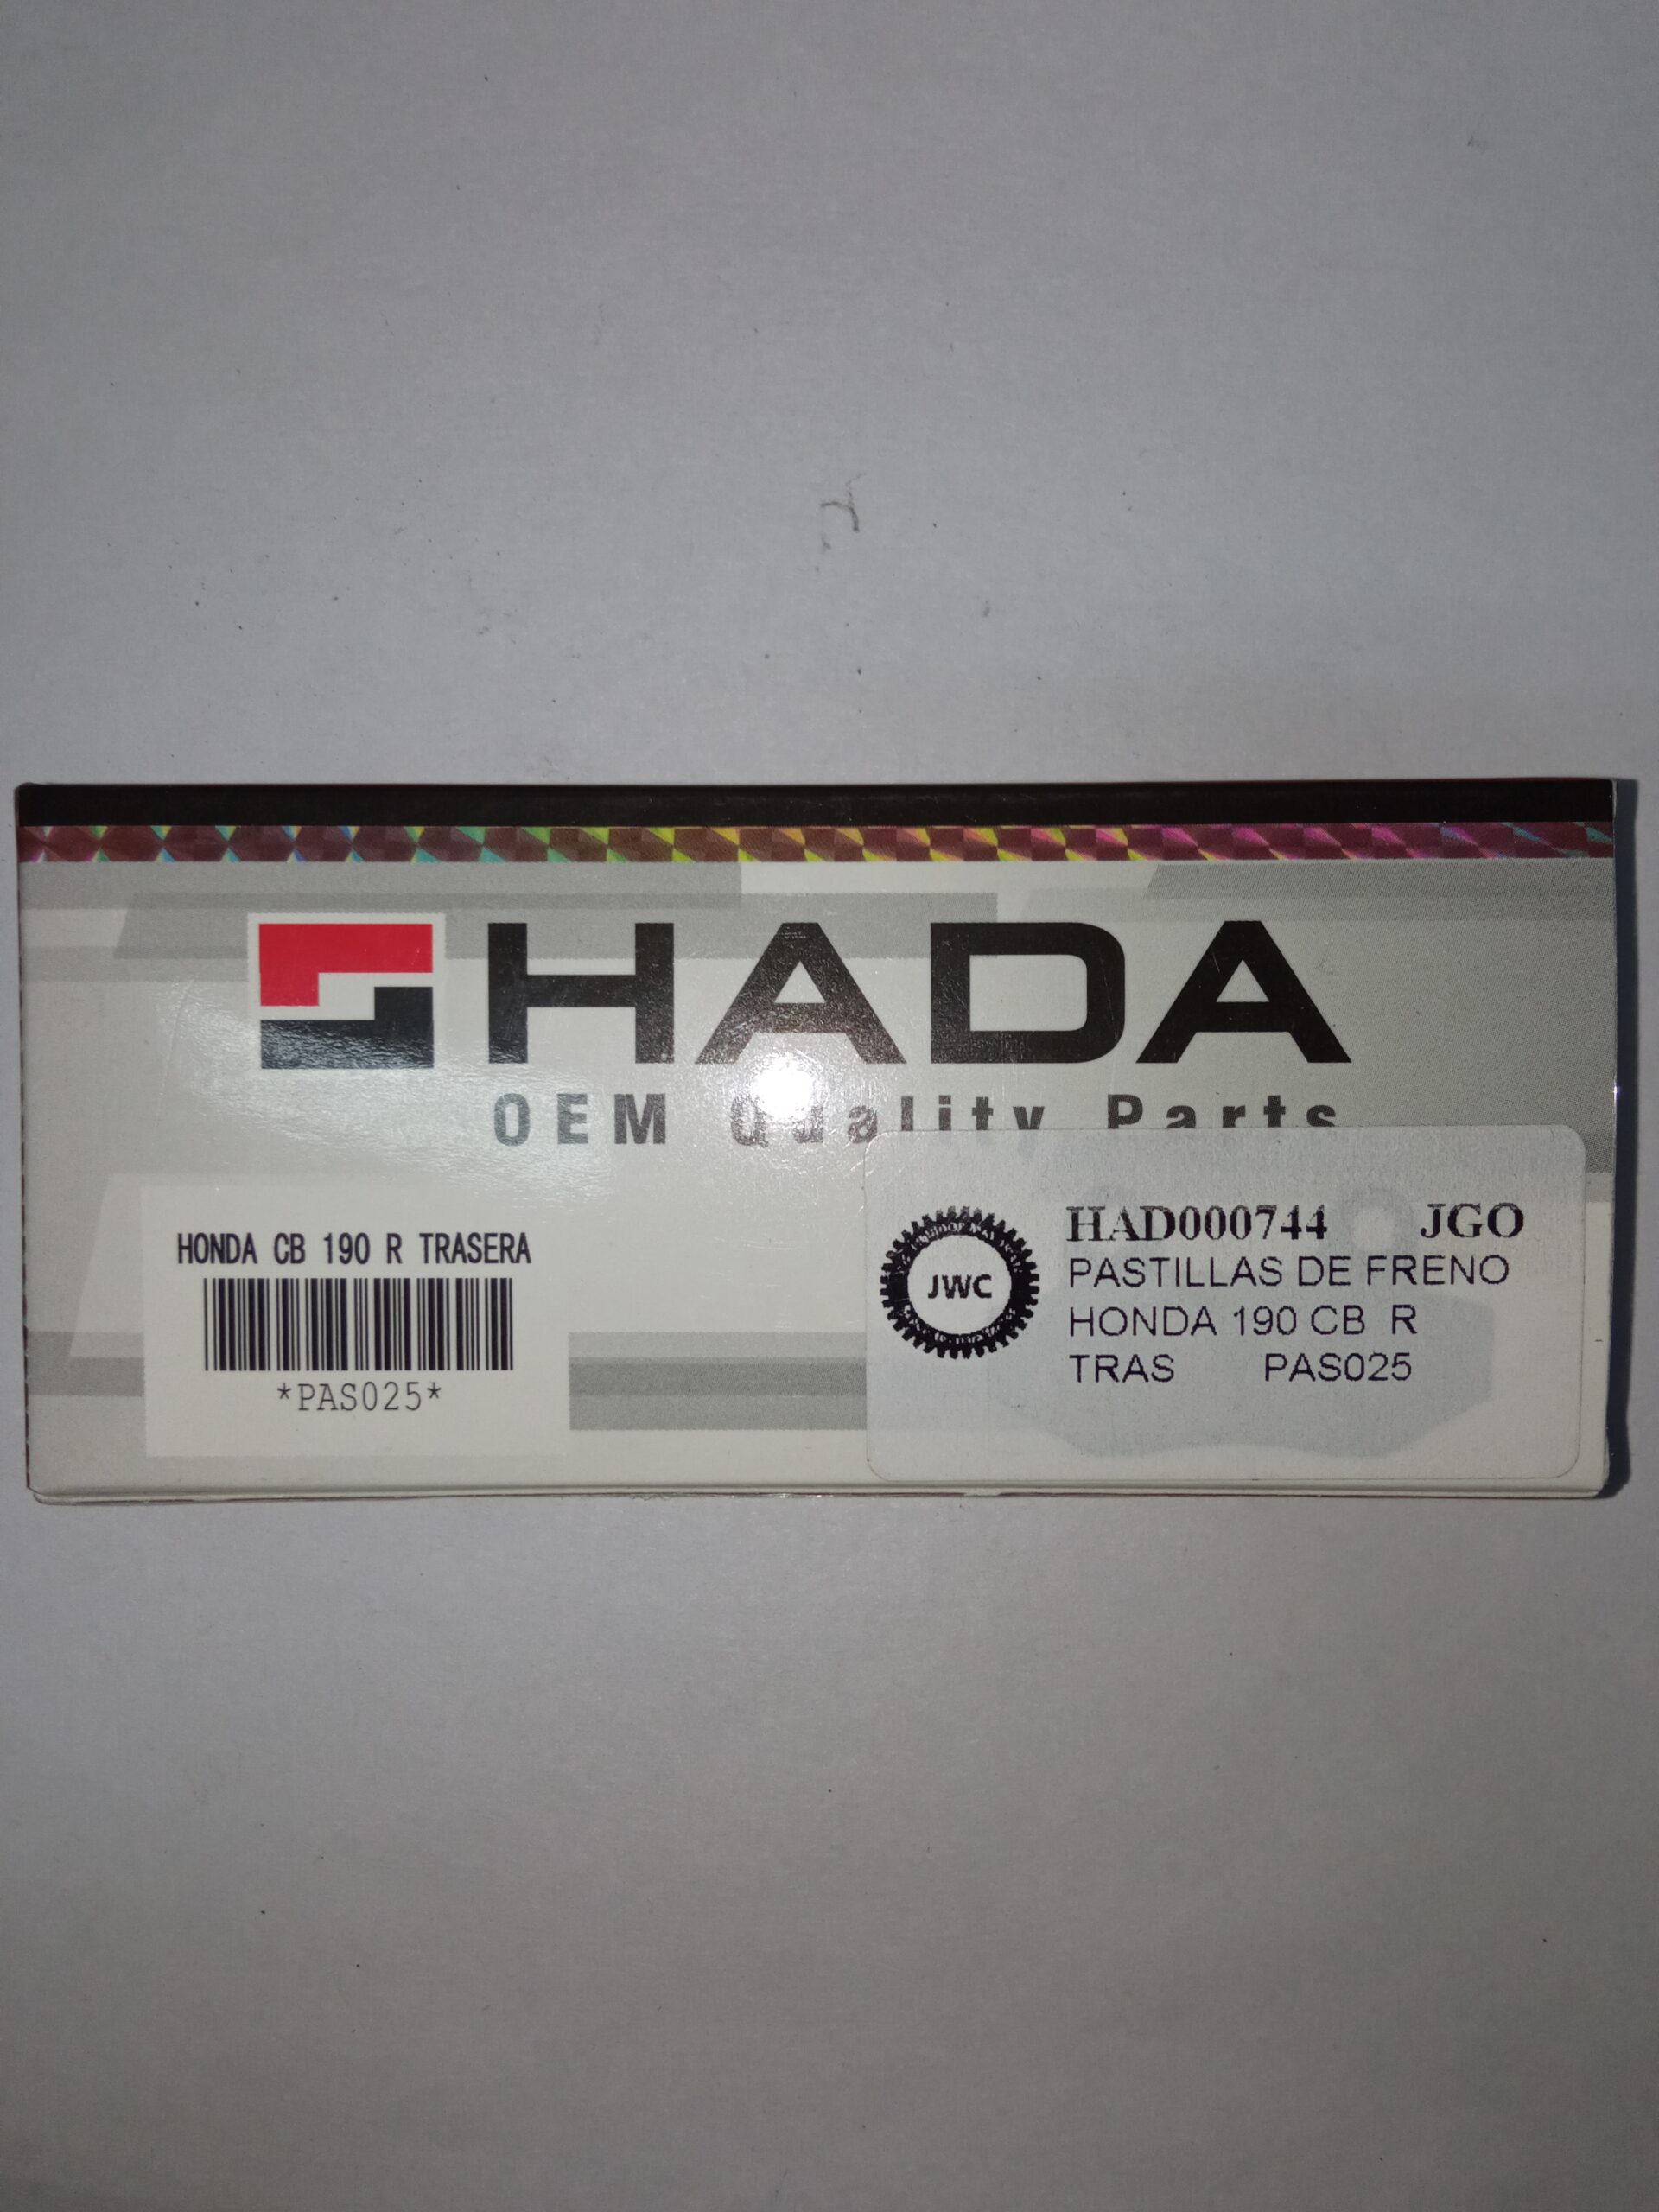 HADA
OEM Quality Parts
HONDA CB 190 R TRASERA
*PAS025*
JWC
HAD000744 JGO
PASTILLAS DE FRENO
HONDA 190 CB R
TRAS PAS025